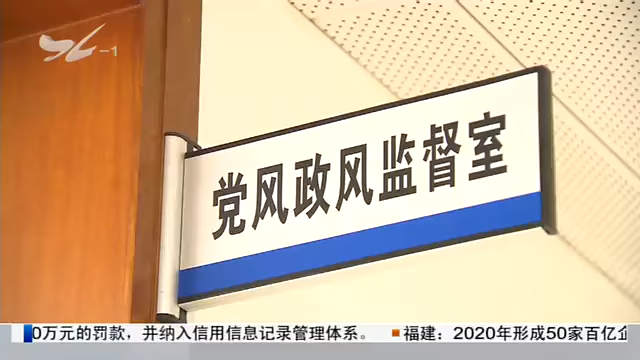 党风政风监督室
0万元的罚款，并纳入信用信息记录管理体系。 ■福建：2020年形成50家百亿企